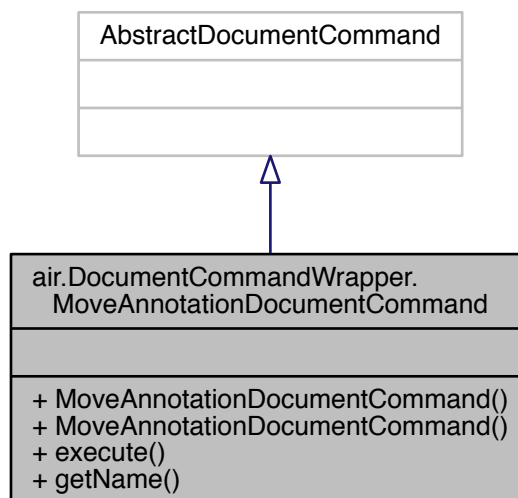 AbstractDocumentCommand
air.DocumentCommandWrapper.
MoveAnnotationDocumentCommand
+ MoveAnnotationDocumentCommand()
+ MoveAnnotationDocumentCommand()
+ execute()
+ getName()